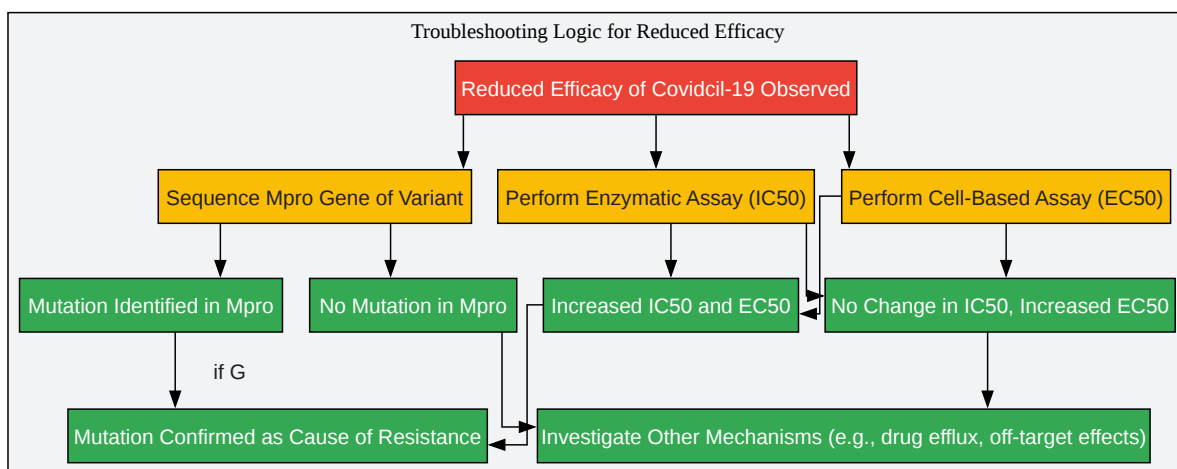 Troubleshooting Logic for Reduced Efficacy
Reduced Efficacy of Covidcil-19 Observed
Sequence Mpro Gene of Variant
Perform Enzymatic Assay (IC50)
Perform Cell-Based Assay (EC50)
Mutation Identified in Mpro
No Mutation in Mpro
Increased IC50 and EC50
No Change in IC50, Increased EC50
if G
Mutation Confirmed as Cause of Resistance
Investigate Other Mechanisms (e.g., drug efflux, off-target effects)